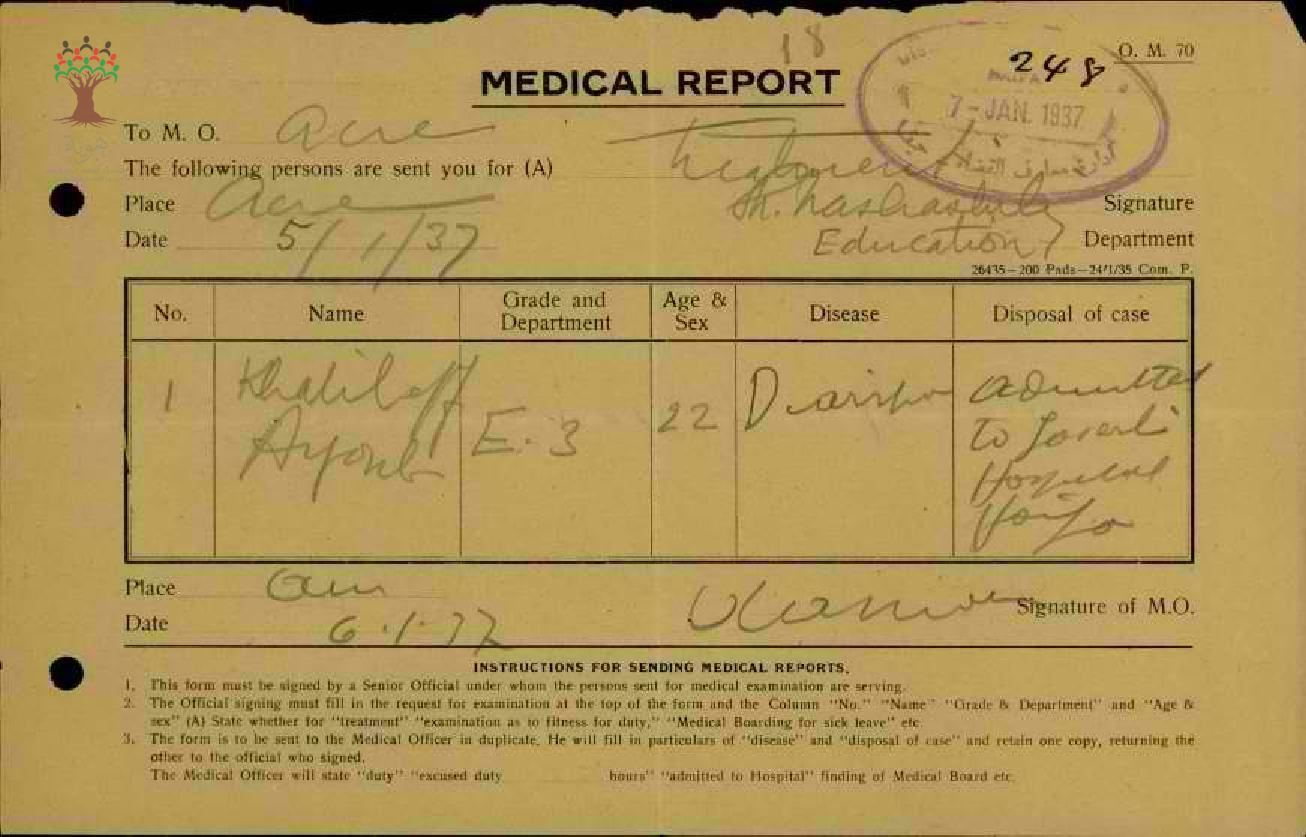 18
248
O. M. 70
MEDICAL REPORT
7-JAN. 1937
To M. O. Acre
The following persons are sent you for (A) treatment
Place Acre Signature
Date 5/1/37 Education Department
26435—200 Pads—24/1/35 Com. P.
No. Name Grade and Department Age & Sex Disease Disposal of case
1 Khalil eff Ayoub E. 3 22 admitted to Hospital Haifa
Place
Date 6.1.37 Signature of M.O.
INSTRUCTIONS FOR SENDING MEDICAL REPORTS.
1. This form must be signed by a Senior Official under whom the persons sent for medical examination are serving.
2. The Official signing must fill in the request for examination at the top of the form and the Column "No." "Name" "Grade & Department" and "Age &
sex" (A) State whether for "treatment" "examination as to fitness for duty," "Medical Boarding for sick leave" etc.
3. The form is to be sent to the Medical Officer in duplicate. He will fill in particulars of "disease" and "disposal of case" and retain one copy, returning the
other to the official who signed.
The Medical Officer will state "duty" "excused duty hours" "admitted to Hospital" finding of Medical Board etc.